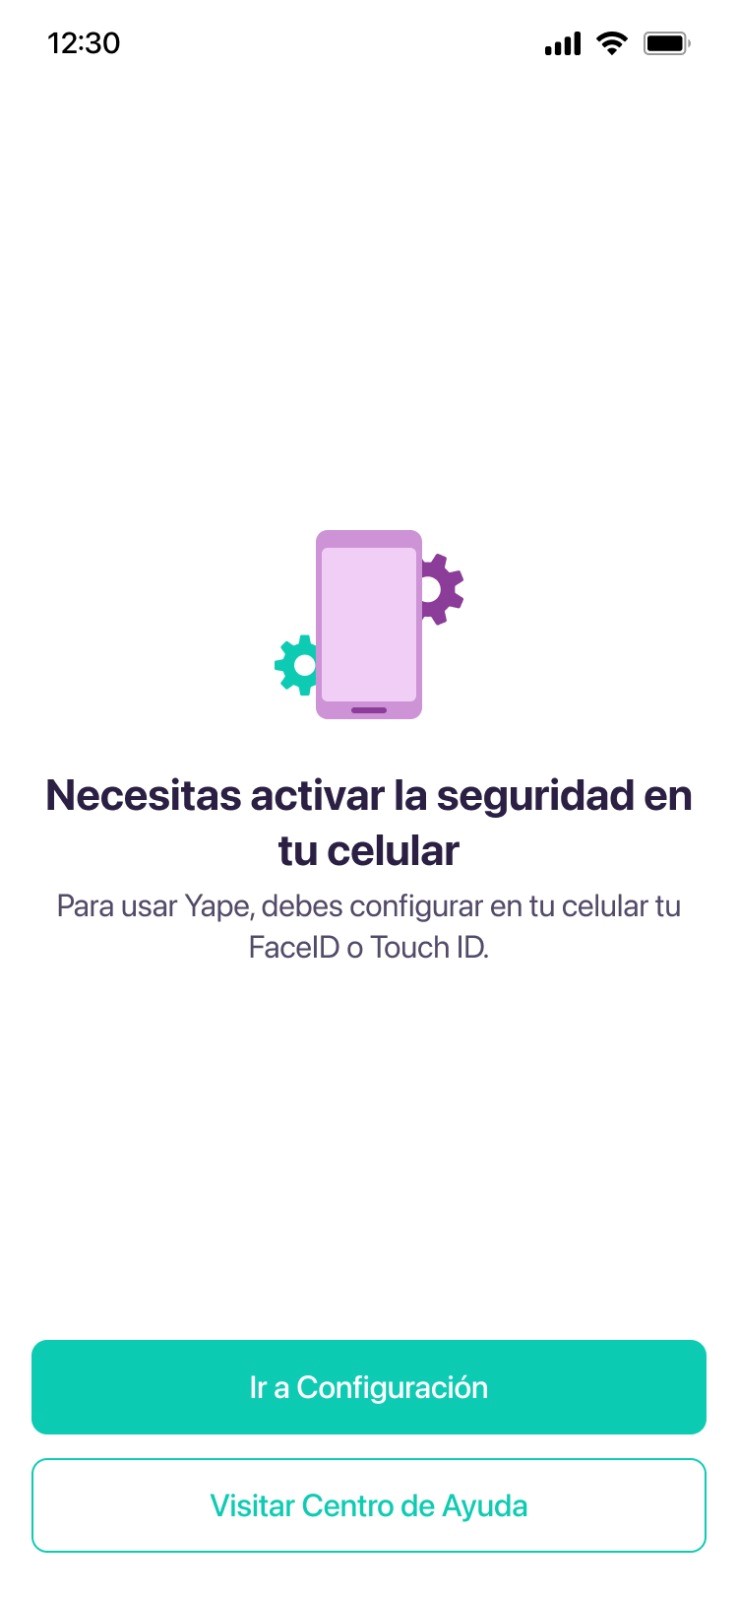 12:30
Necesitas activar la seguridad en
tu celular
Para usar Yape, debes configurar en tu celular tu
FaceID o Touch ID.
Ir a Configuración
Visitar Centro de Ayuda